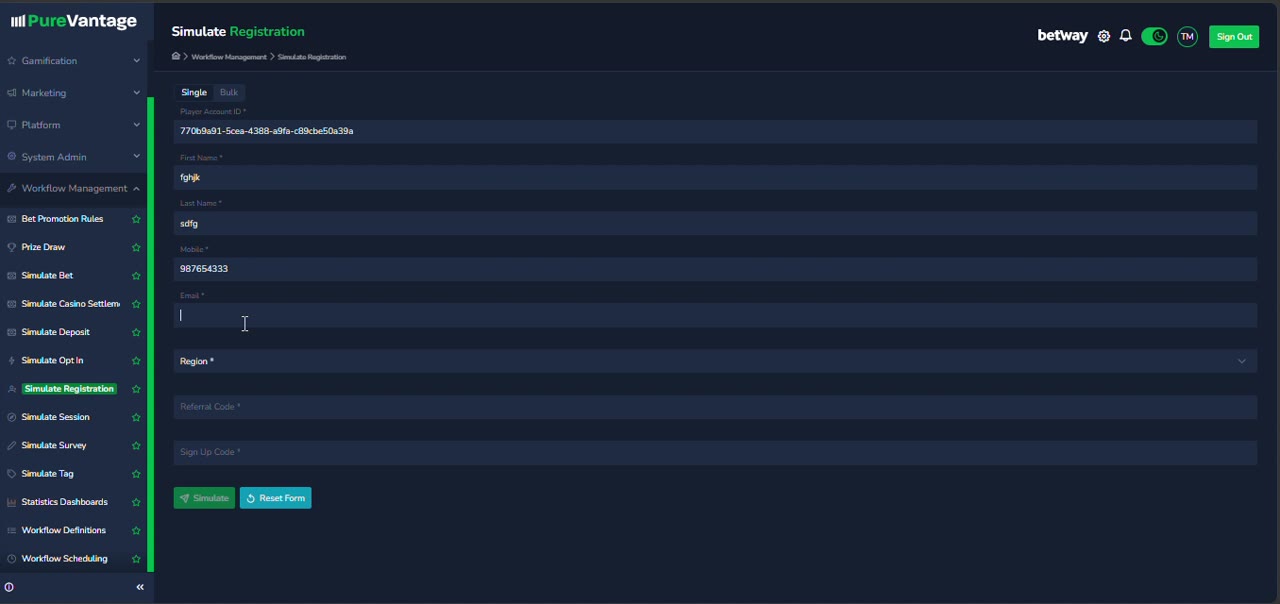 PureVantage
Gamification
Marketing
Platform
System Admin
Workflow Management
Bet Promotion Rules
Prize Draw
Simulate Bet
Simulate Casino Settlem
Simulate Deposit
Simulate Opt In
Simulate Registration
Simulate Session
Simulate Survey
Simulate Tag
Statistics Dashboards
Workflow Definitions
Workflow Scheduling
Simulate Registration
Workflow Management
Simulate Registration
betway
TM
Sign Out
Single Bulk
Player Account ID *
770b9a91-5cea-4388-a9fa-c89cbe50a39a
First Name *
fghjk
Last Name *
sdfg
Mobile *
987654333
Email *
Region *
Referral Code *
Sign Up Code *
Simulate
Reset Form